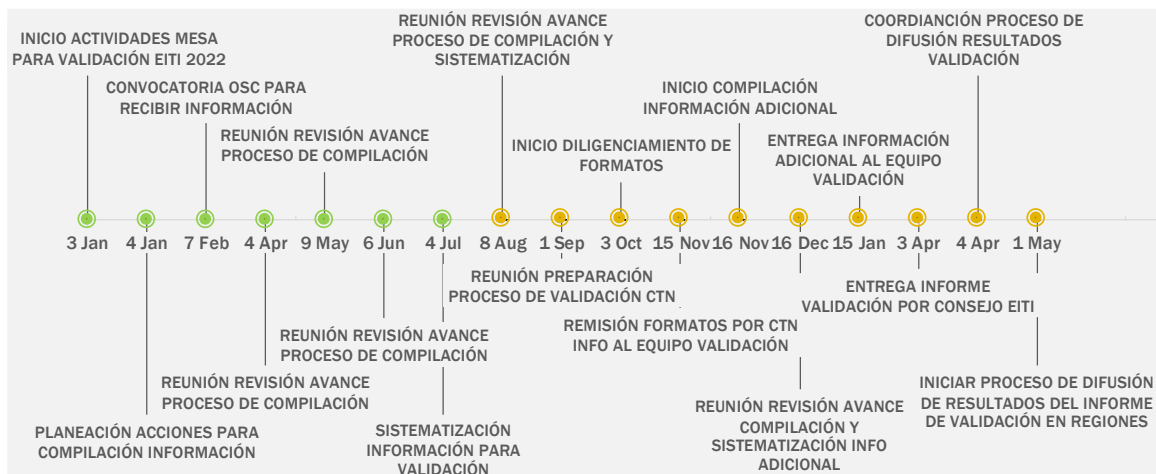 INICIO ACTIVIDADES MESA
PARA VALIDACIÓN EITI 2022
CONVOCATORIA OSC PARA
RECIBIR INFORMACIÓN
REUNIÓN REVISIÓN AVANCE
PROCESO DE COMPILACIÓN
REUNIÓN REVISIÓN AVANCE
PROCESO DE COMPILACIÓN Y
SISTEMATIZACIÓN
INICIO DILIGENCIAMIENTO DE
FORMATOS
INICIO COMPILACIÓN
INFORMACIÓN ADICIONAL
ENTREGA INFORMACIÓN
ADICIONAL AL EQUIPO
VALIDACIÓN
COORDIANCIÓN PROCESO DE
DIFUSIÓN RESULTADOS
VALIDACIÓN
3 Jan 4 Jan 7 Feb 4 Apr 9 May 6 Jun 4 Jul 8 Aug 1 Sep 3 Oct 15 Nov 16 Nov 16 Dec 15 Jan 3 Apr 4 Apr 1 May
PLANEACIÓN ACCIONES PARA
COMPILACIÓN INFORMACIÓN
REUNIÓN REVISIÓN AVANCE
PROCESO DE COMPILACIÓN
REUNIÓN REVISIÓN AVANCE
PROCESO DE COMPILACIÓN
SISTEMATIZACIÓN
INFORMACIÓN PARA
VALIDACIÓN
REUNIÓN PREPARACIÓN
PROCESO DE VALIDACIÓN CTN
REMISIÓN FORMATOS POR CTN
INFO AL EQUIPO VALIDACIÓN
REUNIÓN REVISIÓN AVANCE
COMPILACIÓN Y
SISTEMATIZACIÓN INFO
ADICIONAL
ENTREGA INFORME
VALIDACIÓN POR CONSEJO EITI
INICIAR PROCESO DE DIFUSIÓN
DE RESULTADOS DEL INFORME
DE VALIDACIÓN EN REGIONES